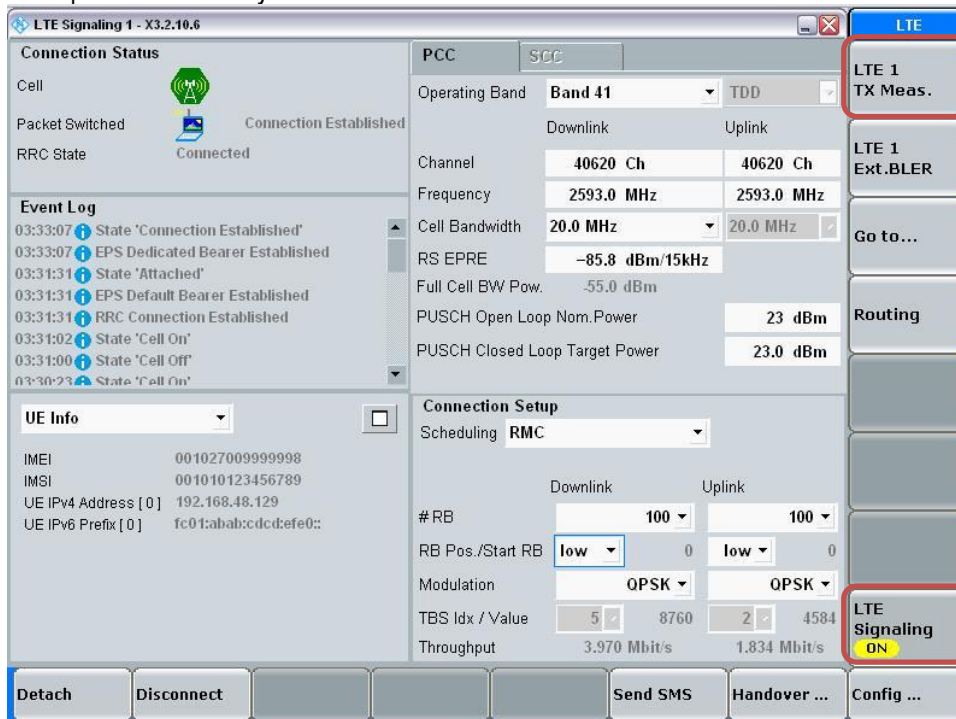 LTE Signaling 1 - X3.2.10.6
LTE
Connection Status
Cell
Packet Switched Connection Established
RRC State Connected
Event Log
03:33:07 State 'Connection Established'
03:33:07 EPS Dedicated Bearer Established
03:31:31 State 'Attached'
03:31:31 EPS Default Bearer Established
03:31:31 RRC Connection Established
03:31:02 State 'Cell On'
03:31:00 State 'Cell Off'
03:30:23 State 'Cell On'
UE Info
IMEI 001027009999998
IMSI 001010123456789
UE IPv4 Address [ 0 ] 192.168.48.129
UE IPv6 Prefix [ 0 ] fc01:abab:cdcd:efe0::
PCC SCC
Operating Band Band 41 TDD
Downlink Uplink
Channel 40620 Ch 40620 Ch
Frequency 2593.0 MHz 2593.0 MHz
Cell Bandwidth 20.0 MHz 20.0 MHz
RS EPRE -85.8 dBm/15kHz
Full Cell BW Pow. -55.0 dBm
PUSCH Open Loop Nom.Power 23 dBm
PUSCH Closed Loop Target Power 23.0 dBm
Connection Setup
Scheduling RMC
Downlink Uplink
# RB 100 100
RB Pos./Start RB low 0 low 0
Modulation QPSK QPSK
TBS Idx / Value 5 8760 2 4584
Throughput 3.970 Mbit/s 1.834 Mbit/s
LTE 1
TX Meas.
LTE 1
Ext.BLER
Go to...
Routing
LTE
Signaling
ON
Detach Disconnect Send SMS Handover ... Config ...